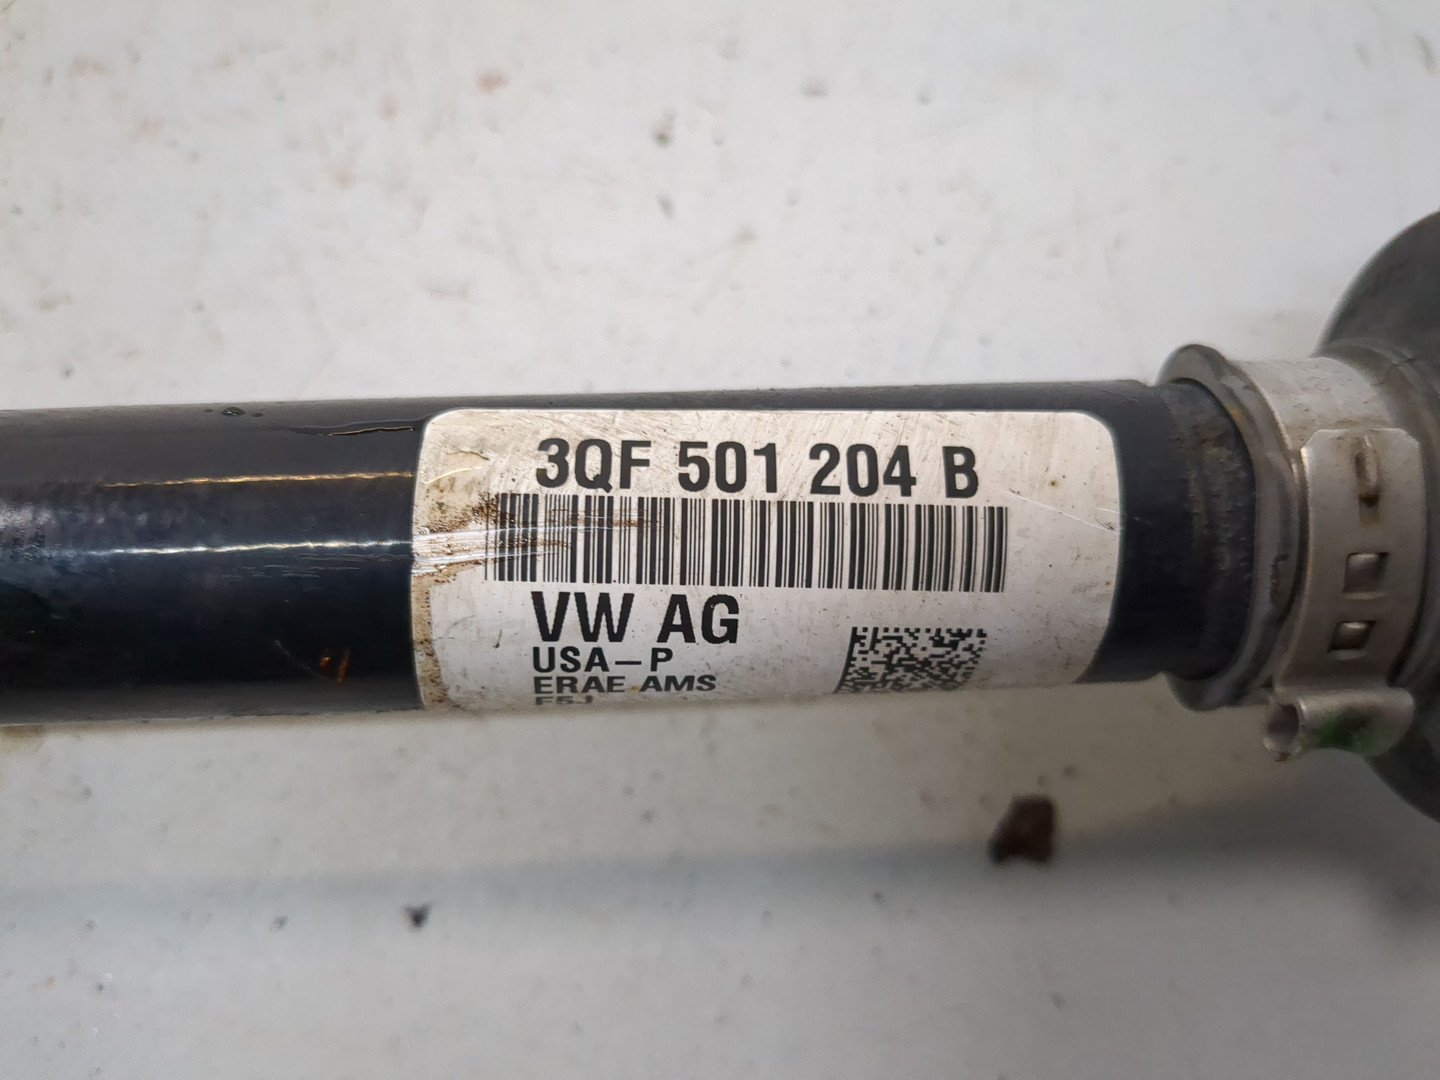 3QF 501 204 B
VW AG
USA-P
ERAE AMS